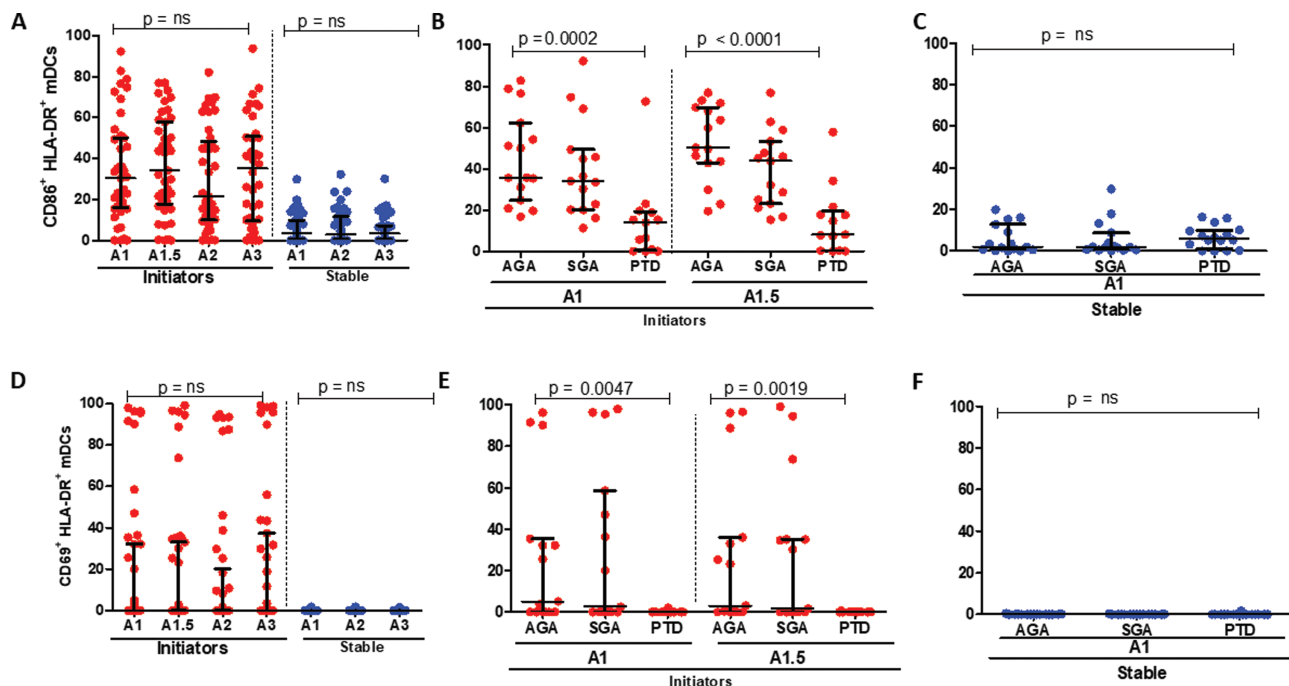 A
p = ns
p = ns
CD86+ HLA-DR+ mDCs
100
80
60
40
20
0
A1 A1.5 A2 A3 A1 A2 A3
Initiators Stable
B
p =0.0002
p < 0.0001
100
80
60
40
20
0
AGA SGA PTD AGA SGA PTD
A1 A1.5
Initiators
C
p = ns
100
80
60
40
20
0
AGA SGA PTD
A1
Stable
D
p = ns
p = ns
CD69+ HLA-DR+ mDCs
100
80
60
40
20
0
A1 A1.5 A2 A3 A1 A2 A3
Initiators Stable
E
p = 0.0047
p = 0.0019
100
80
60
40
20
0
AGA SGA PTD AGA SGA PTD
A1 A1.5
Initiators
F
p = ns
100
80
60
40
20
0
AGA SGA PTD
A1
Stable